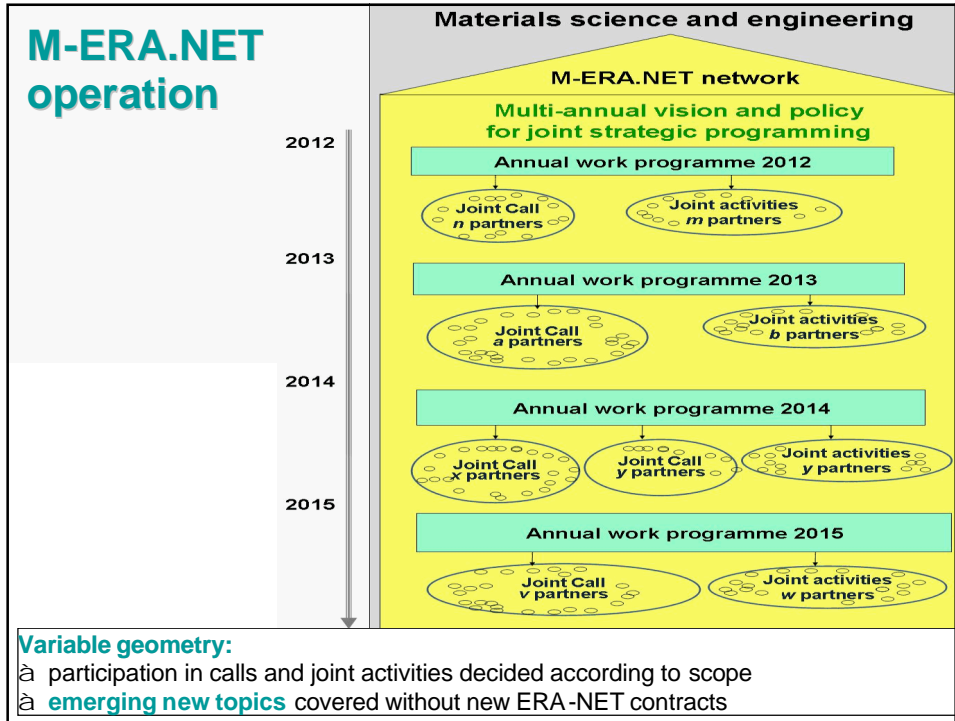 M-ERA.NET
operation
Materials science and engineering
M-ERA.NET network
Multi-annual vision and policy
for joint strategic programming
2012
Annual work programme 2012
Joint Call
n partners
Joint activities
m partners
2013
Annual work programme 2013
Joint Call
a partners
Joint activities
b partners
2014
Annual work programme 2014
Joint Call
x partners
Joint Call
y partners
Joint activities
y partners
2015
Annual work programme 2015
Joint Call
v partners
Joint activities
w partners
Variable geometry:
à participation in calls and joint activities decided according to scope
à emerging new topics covered without new ERA-NET contracts